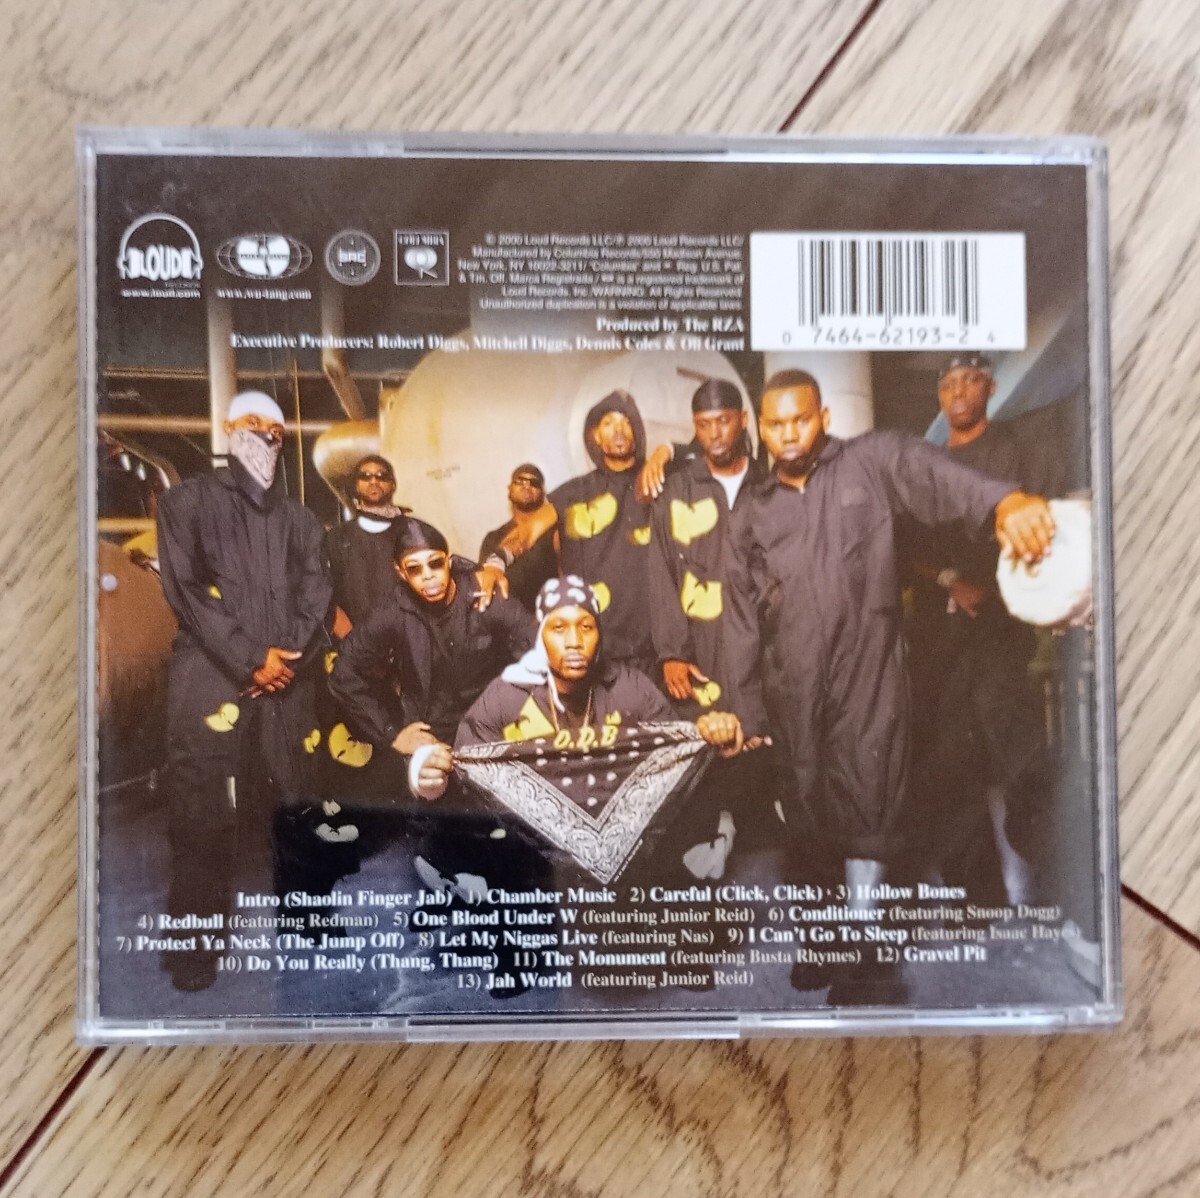 LOUD
RECORDS
www.loud.com
www.wu-tang.com
SRC
COLUMBIA
© 2000 Loud Records LLC/℗ 2000 Loud Records LLC/
Manufactured by Columbia Records/550 Madison Avenue,
New York, NY 10022-3211/"Columbia" and Reg. U.S. Pat.
& Tm. Off. Marca Registrada/ is a registered trademark of
Loud Records, Inc./WARNING: All Rights Reserved.
Unauthorized duplication is a violation of applicable laws.
Produced by The RZA
Executive Producers: Robert Diggs, Mitchell Diggs, Dennis Coles & Oli Grant
0 7464-62193-2 4
O.D.B
Intro (Shaolin Finger Jab) 1) Chamber Music 2) Careful (Click, Click) · 3) Hollow Bones
4) Redbull (featuring Redman) 5) One Blood Under W (featuring Junior Reid) 6) Conditioner (featuring Snoop Dogg)
7) Protect Ya Neck (The Jump Off) 8) Let My Niggas Live (featuring Nas) 9) I Can't Go To Sleep (featuring Isaac Hayes)
10) Do You Really (Thang, Thang) 11) The Monument (featuring Busta Rhymes) 12) Gravel Pit
13) Jah World (featuring Junior Reid)